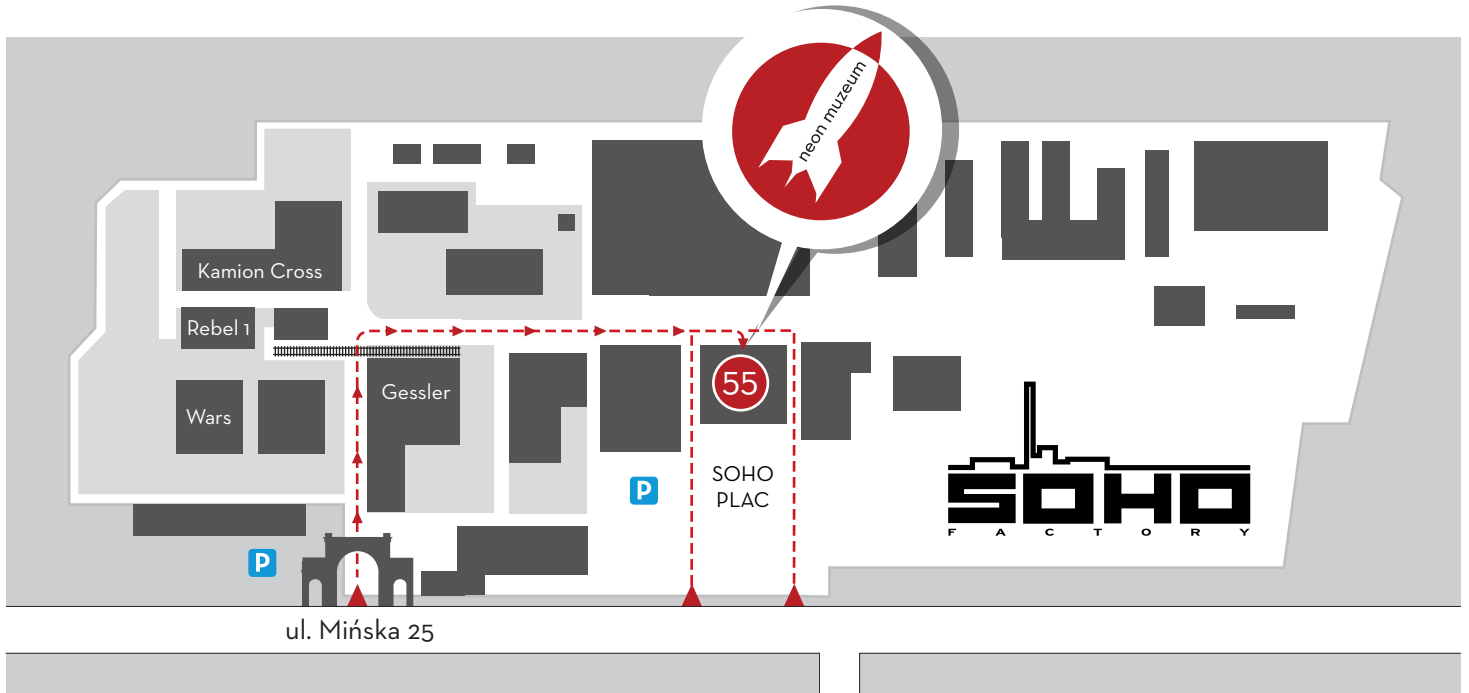 neon muzeum
Kamion Cross
Rebel 1
Gessler
55
Wars
SOHO
PLAC
P
P
SOHO
FACTORY
ul. Mińska 25